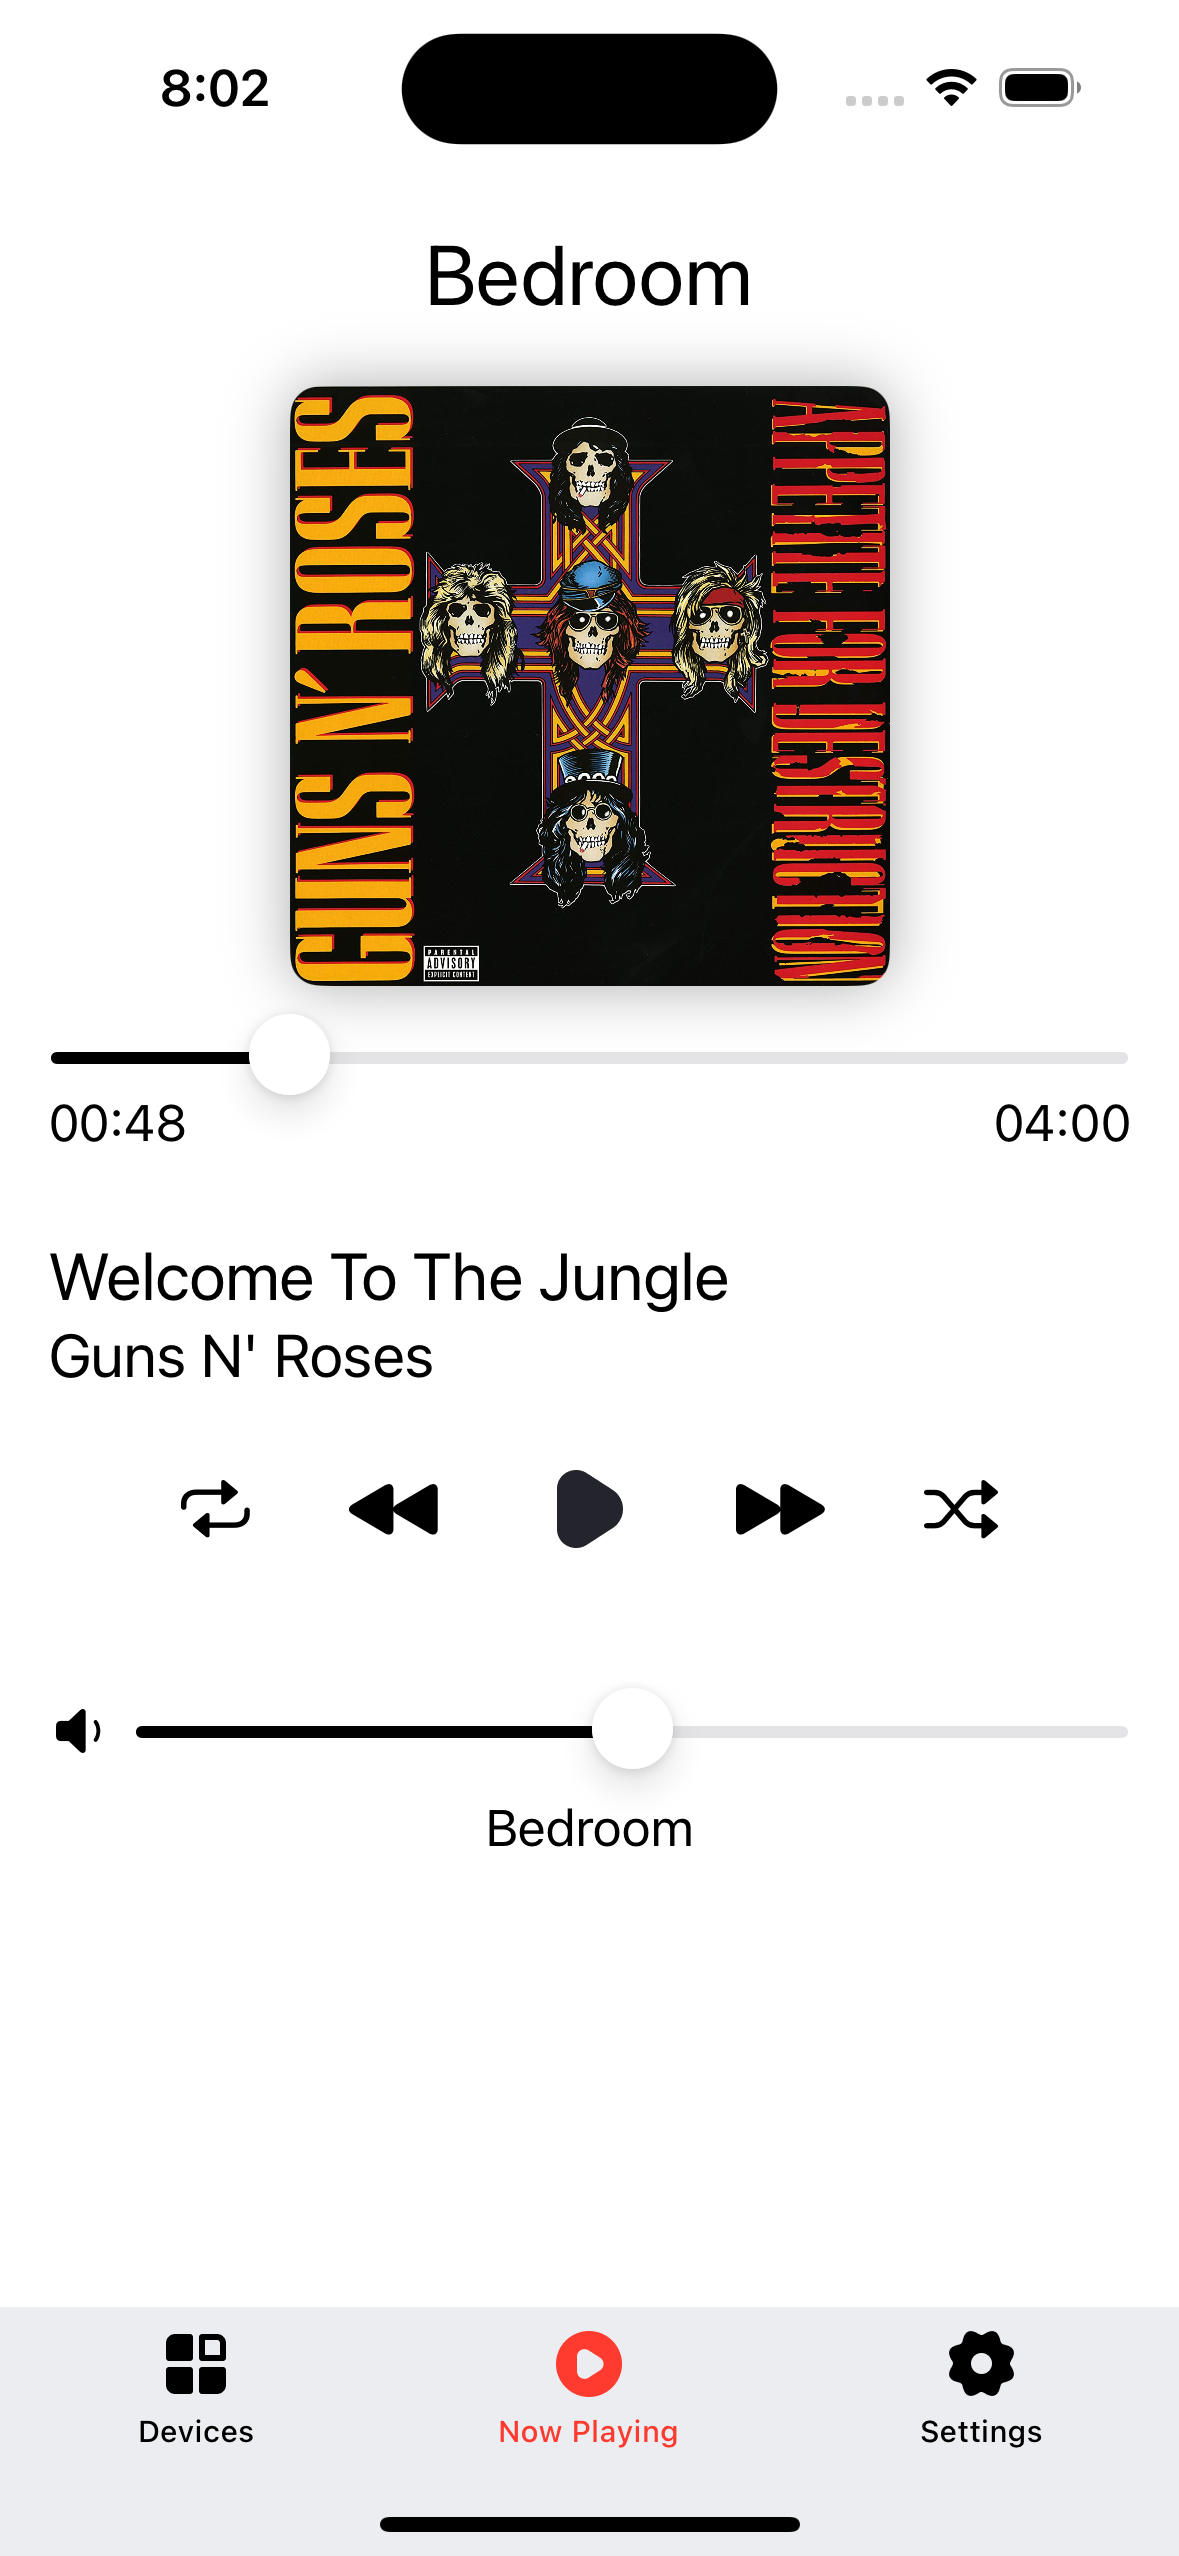 8:02
Bedroom
GUNS N' ROSES
APPETITE FOR DESTRUCTION
PARENTAL
ADVISORY
EXPLICIT CONTENT
00:48
04:00
Welcome To The Jungle
Guns N' Roses
Bedroom
Devices
Now Playing
Settings